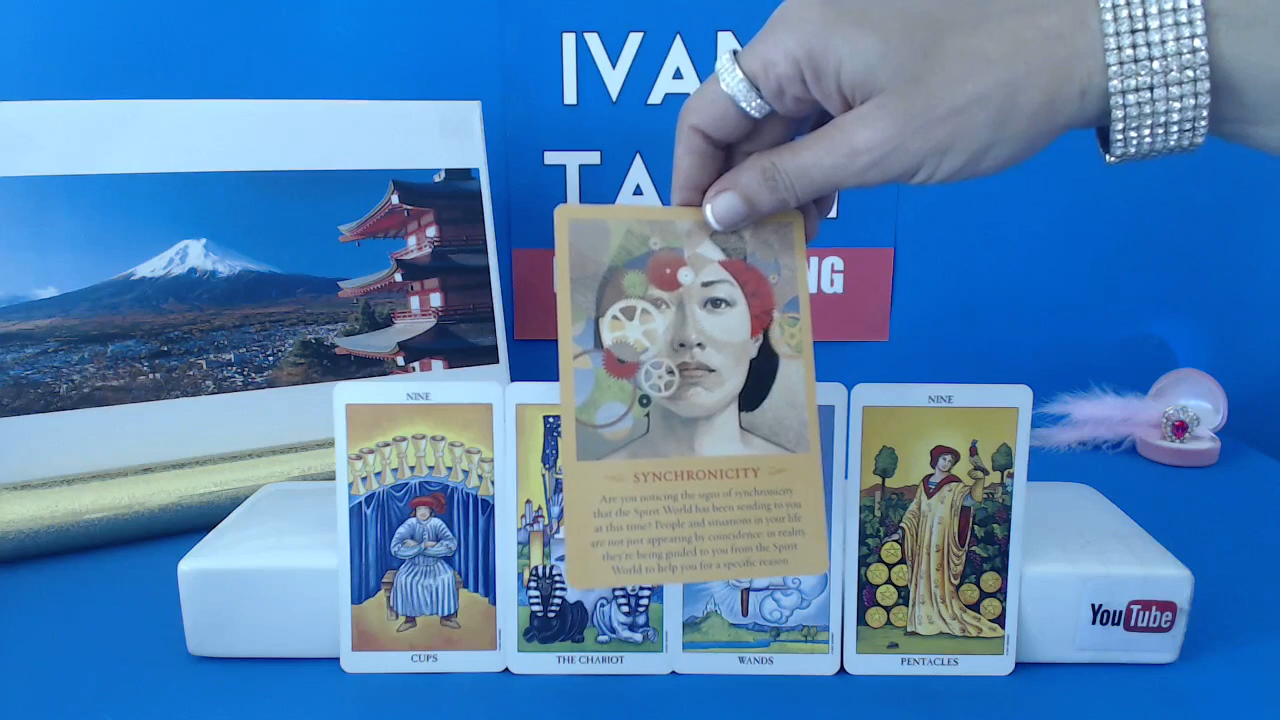 IVAN
TA
NG
NINE
NINE
SYNCHRONICITY
Are you noticing the signs of synchronicity
that the Spirit World has been sending to you
at this time? People and situations in your life
are not just appearing by coincidence: in reality
they're being guided to you from the Spirit
World to help you for a specific reason
CUPS
THE CHARIOT
WANDS
PENTACLES
YouTube